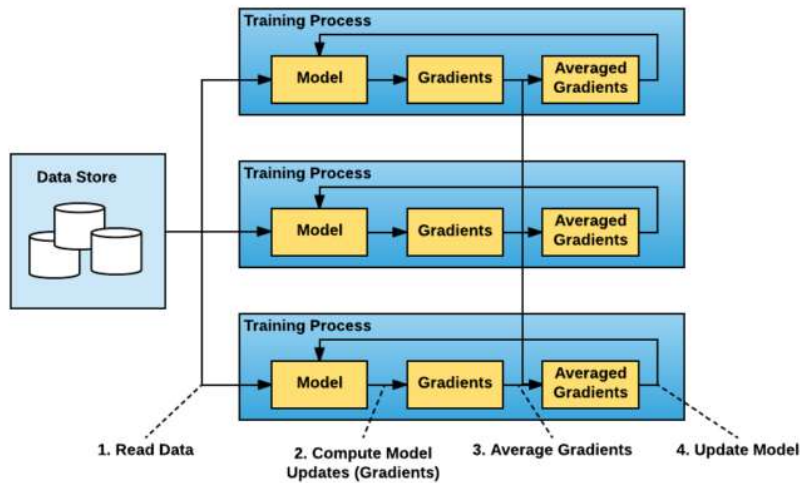 Training Process
Model
Gradients
Averaged
Gradients
Data Store
Training Process
Model
Gradients
Averaged
Gradients
Training Process
Model
Gradients
Averaged
Gradients
1. Read Data
2. Compute Model
Updates (Gradients)
3. Average Gradients
4. Update Model